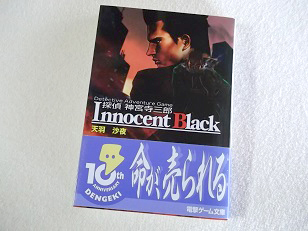 Detective Adventure Game
探偵 神宮寺三郎
Innocent Black
天羽 沙夜
10th
ANNIVERSARY
DENGEKI
命が売られる
電撃ゲーム文庫